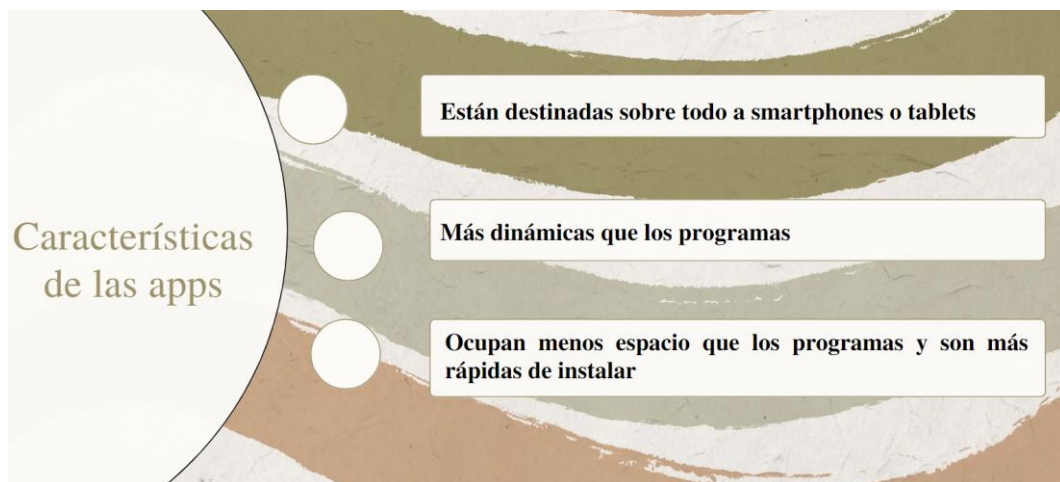 Características
de las apps
Están destinadas sobre todo a smartphones o tablets
Más dinámicas que los programas
Ocupan menos espacio que los programas y son más
rápidas de instalar